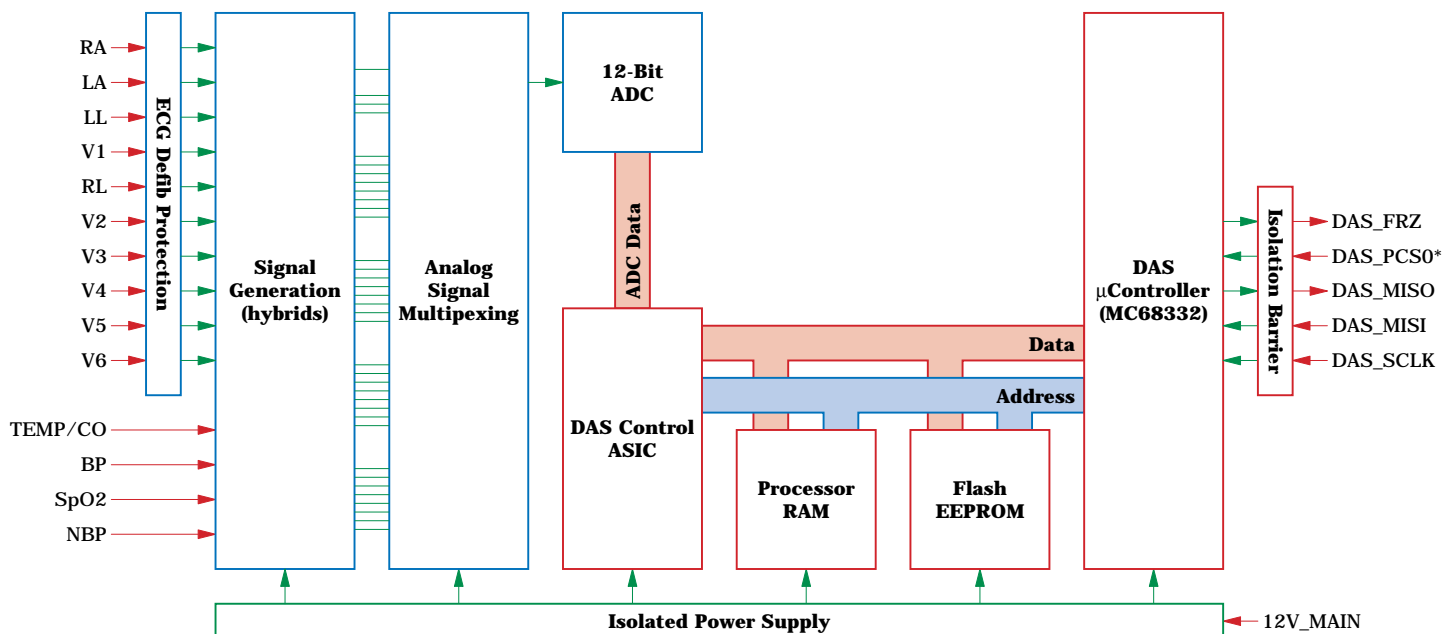 RA
LA
LL
V1
RL
V2
V3
V4
V5
V6
TEMP/CO
BP
SpO2
NBP
ECG Defib Protection
Signal
Generation
(hybrids)
Analog
Signal
Multipexing
12-Bit
ADC
ADC Data
DAS Control
ASIC
Data
Address
Processor
RAM
Flash
EEPROM
DAS
µController
(MC68332)
Isolation Barrier
DAS_FRZ
DAS_PCS0*
DAS_MISO
DAS_MISI
DAS_SCLK
Isolated Power Supply
12V_MAIN